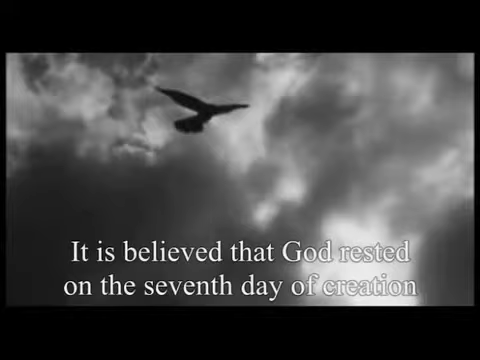 It is believed that God rested
on the seventh day of creation